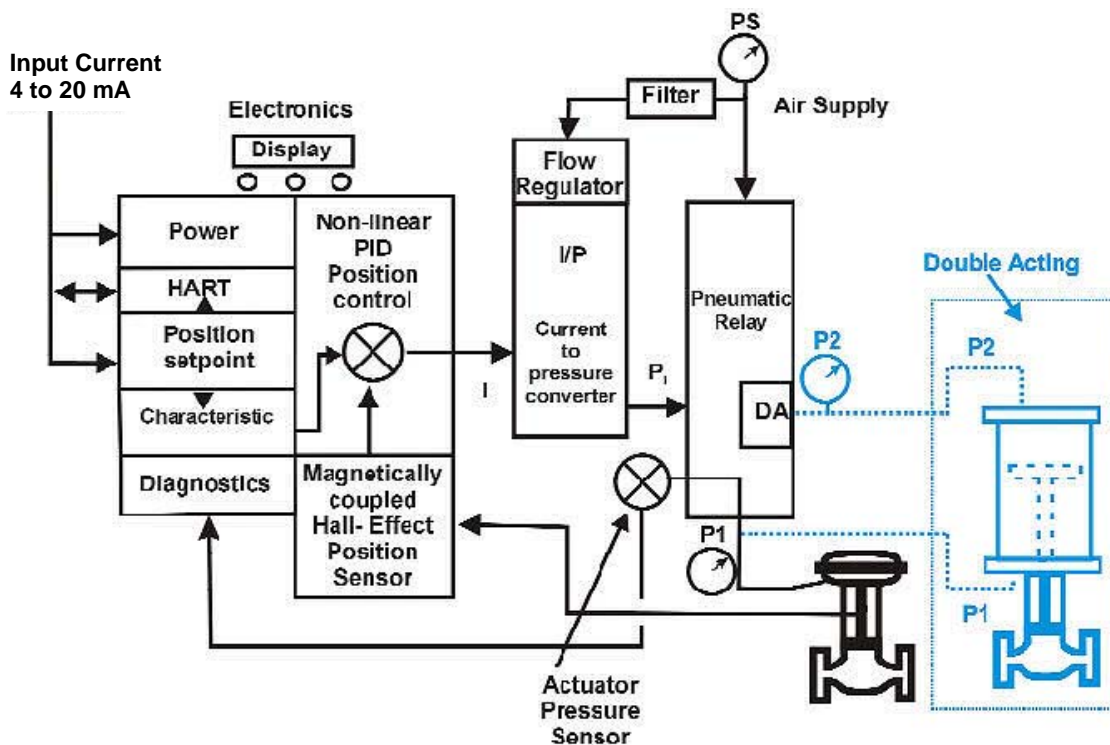 PS
Input Current
4 to 20 mA
Filter
Air Supply
Electronics
Display
Flow
Regulator
Power
Non-linear
PID
Position
control
I/P
Double Acting
HART
Pneumatic
Relay
Position
setpoint
P2
P2
Current
to
pressure
converter
I
P₁
Characteristic
DA
Diagnostics
Magnetically
coupled
Hall- Effect
Position
Sensor
P1
P1
Actuator
Pressure
Sensor